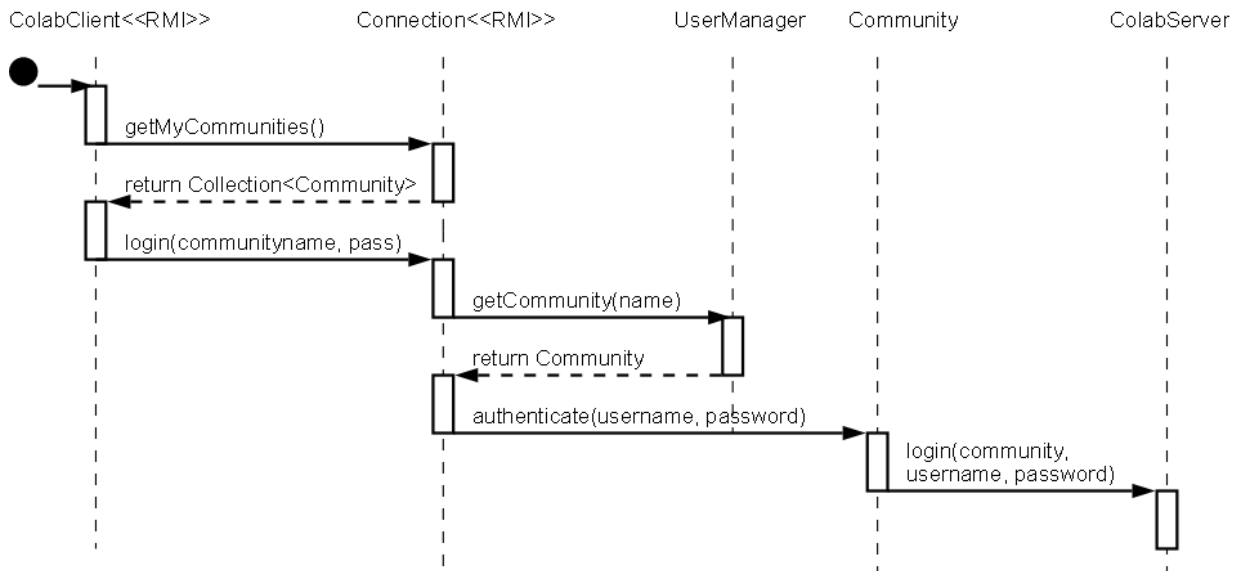 ColabClient<<RMI>> Connection<<RMI>> UserManager Community ColabServer
getMyCommunities()
return Collection<Community>
login(communityname, pass)
getCommunity(name)
return Community
authenticate(username, password)
login(community,
username, password)